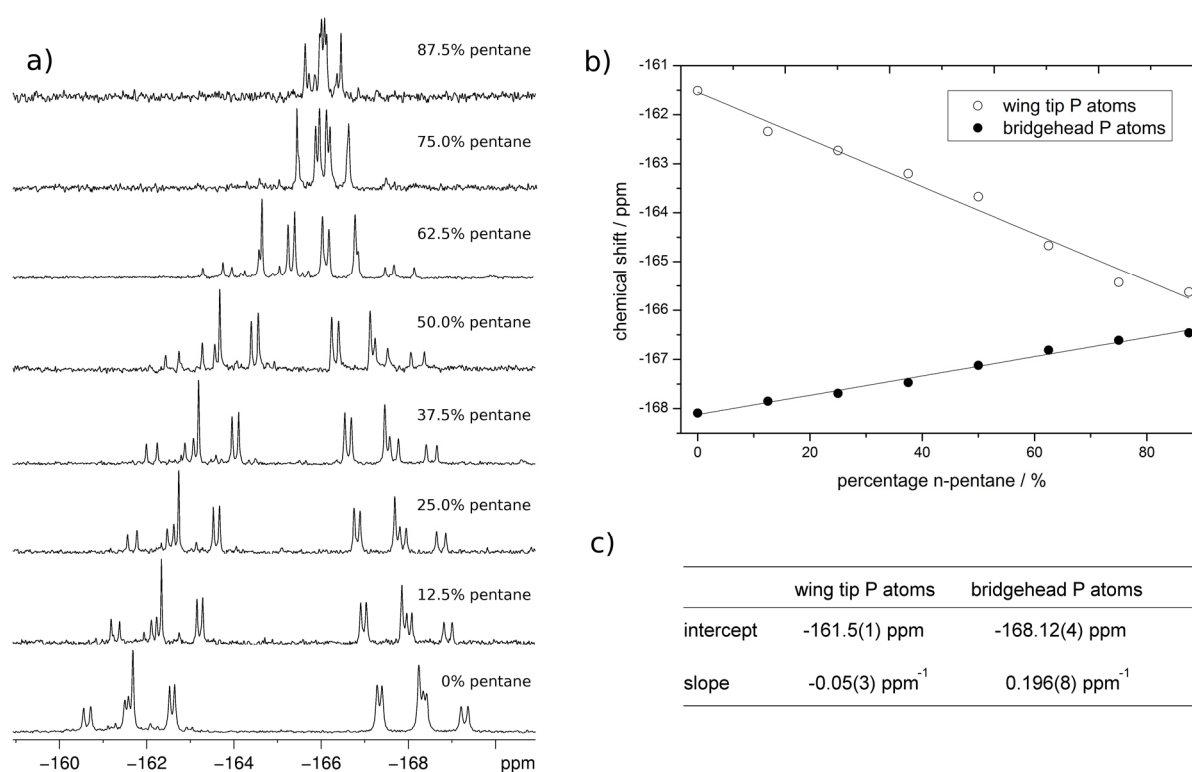 a)
87.5% pentane
75.0% pentane
62.5% pentane
50.0% pentane
37.5% pentane
25.0% pentane
12.5% pentane
0% pentane
−160 −162 −164 −166 −168 ppm
b)
-161
-162
-163
-164
-165
-166
-167
-168
chemical shift / ppm
wing tip P atoms
bridgehead P atoms
0 20 40 60 80
percentage n-pentane / %
c)
wing tip P atoms bridgehead P atoms
intercept -161.5(1) ppm -168.12(4) ppm
slope -0.05(3) ppm⁻¹ 0.196(8) ppm⁻¹